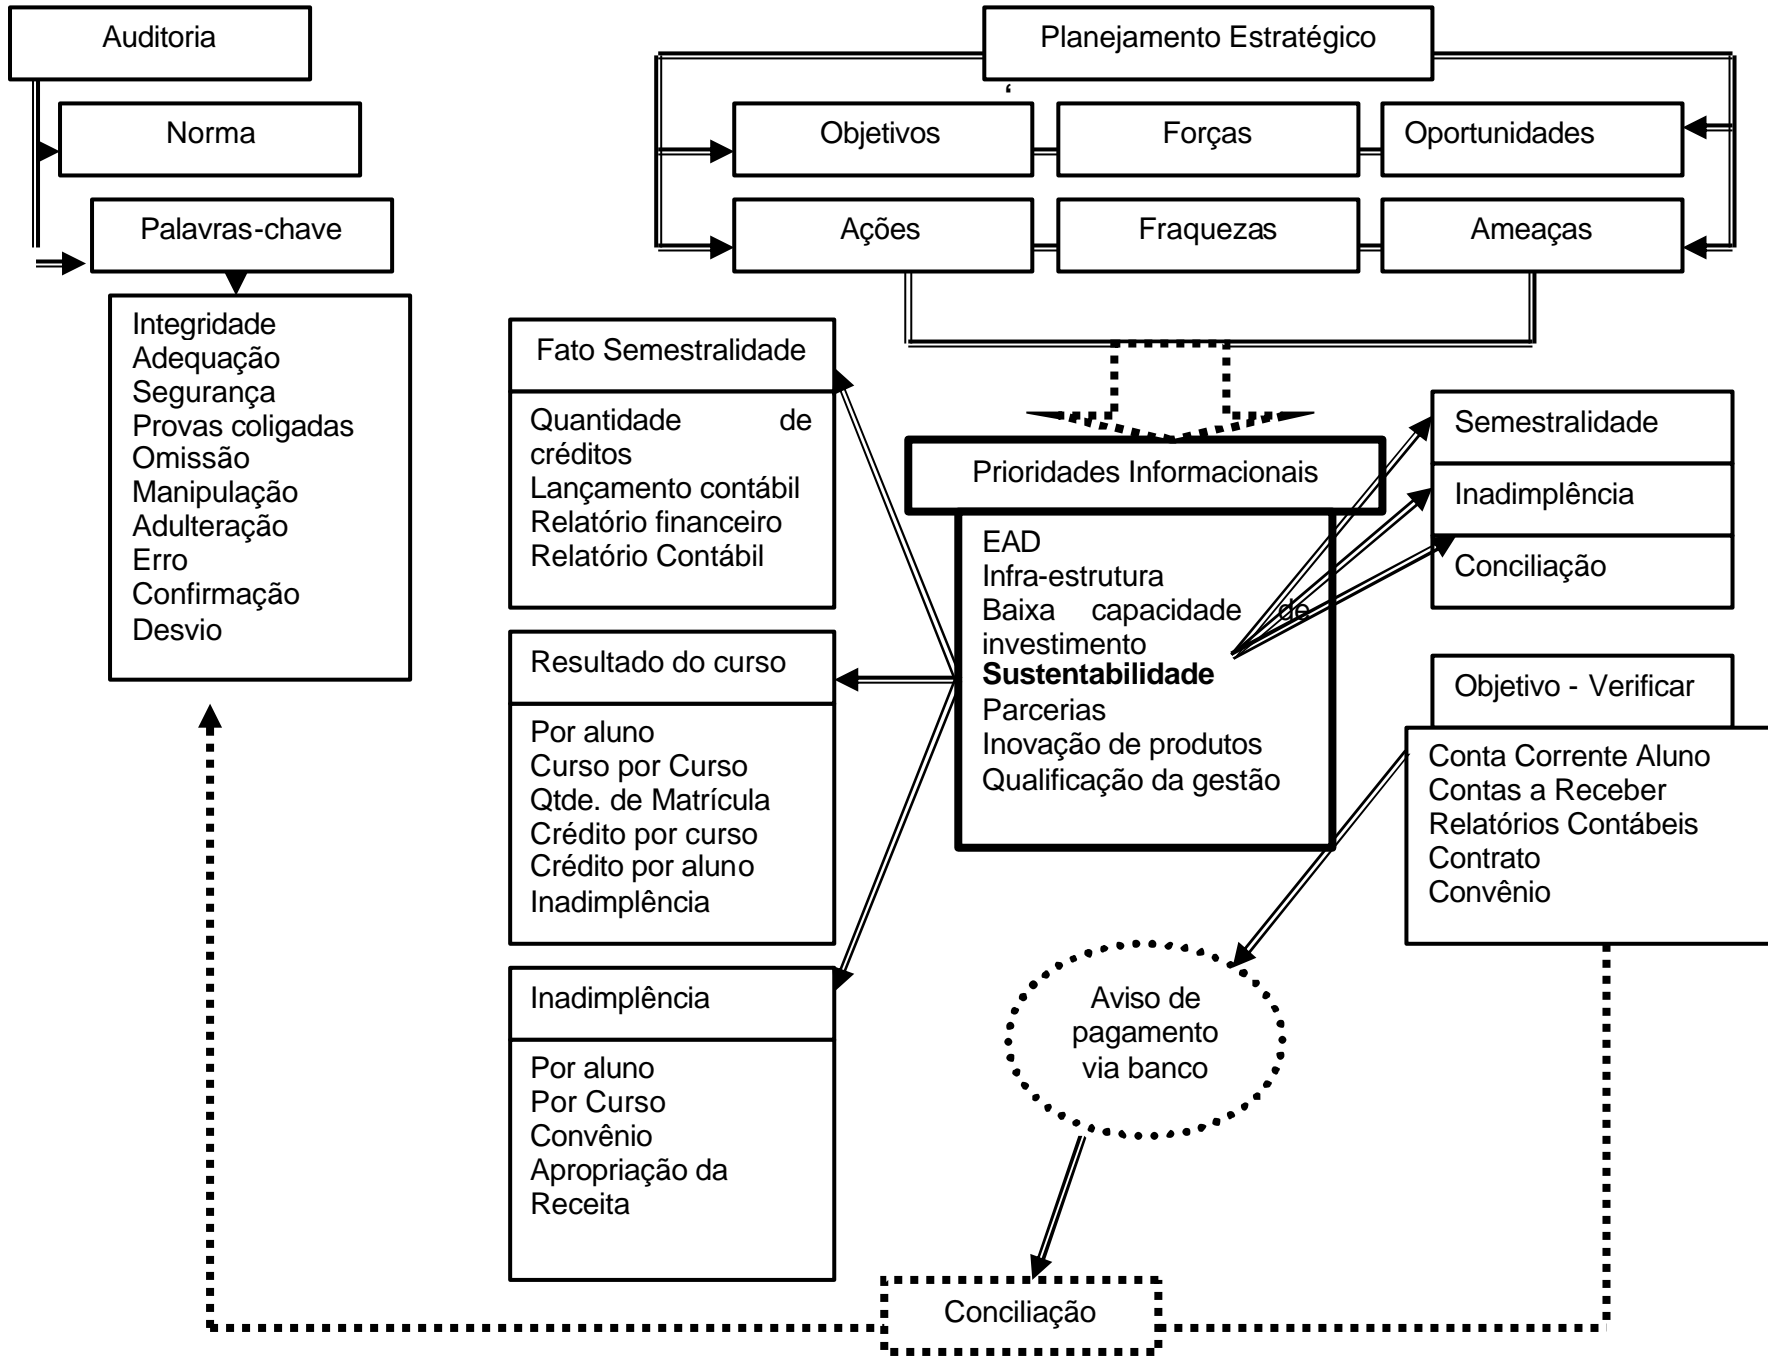 Auditoria
Norma
Palavras-chave
Integridade
Adequação
Segurança
Provas coligadas
Omissão
Manipulação
Adulteração
Erro
Confirmação
Desvio
Planejamento Estratégico
‘
Objetivos
Forças
Oportunidades
Ações
Fraquezas
Ameaças
Fato Semestralidade
Quantidade de
créditos
Lançamento contábil
Relatório financeiro
Relatório Contábil
Resultado do curso
Por aluno
Curso por Curso
Qtde. de Matrícula
Crédito por curso
Crédito por aluno
Inadimplência
Inadimplência
Por aluno
Por Curso
Convênio
Apropriação da
Receita
Prioridades Informacionais
EAD
Infra-estrutura
Baixa capacidade de
investimento
Sustentabilidade
Parcerias
Inovação de produtos
Qualificação da gestão
Semestralidade
Inadimplência
Conciliação
Objetivo - Verificar
Conta Corrente Aluno
Contas a Receber
Relatórios Contábeis
Contrato
Convênio
Aviso de
pagamento
via banco
Conciliação